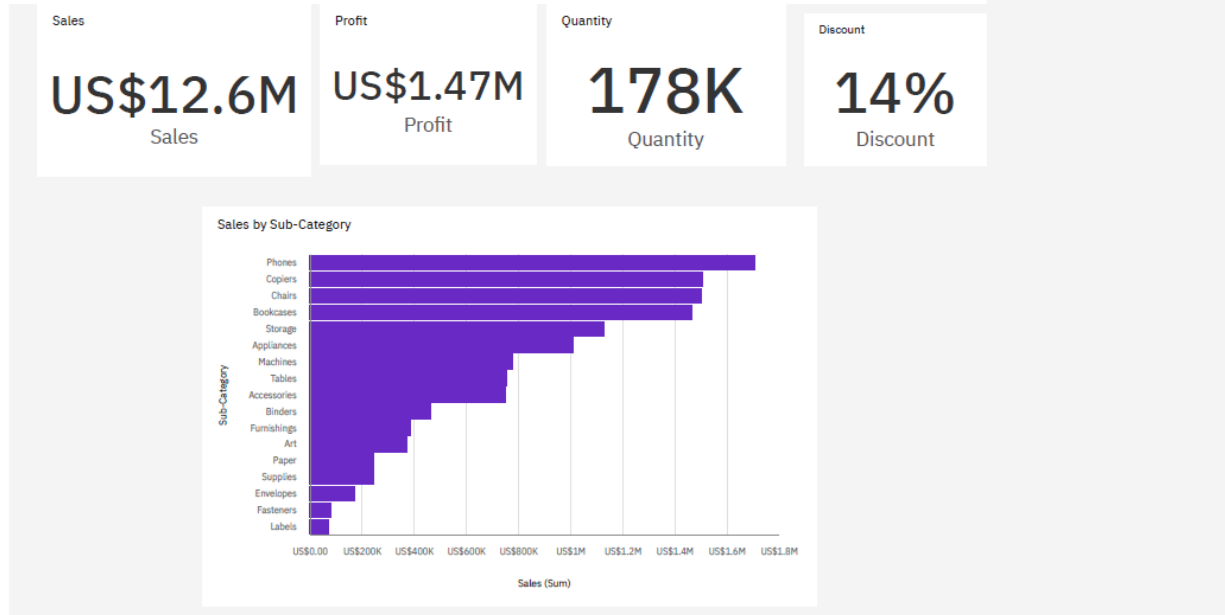 Sales
US$12.6M
Sales
Profit
US$1.47M
Profit
Quantity
178K
Quantity
Discount
14%
Discount
Sales by Sub-Category
Sub-Category
Phones
Copiers
Chairs
Bookcases
Storage
Appliances
Machines
Tables
Accessories
Binders
Furnishings
Art
Paper
Supplies
Envelopes
Fasteners
Labels
US$0.00 US$200K US$400K US$600K US$800K US$1M US$1.2M US$1.4M US$1.6M US$1.8M
Sales (Sum)